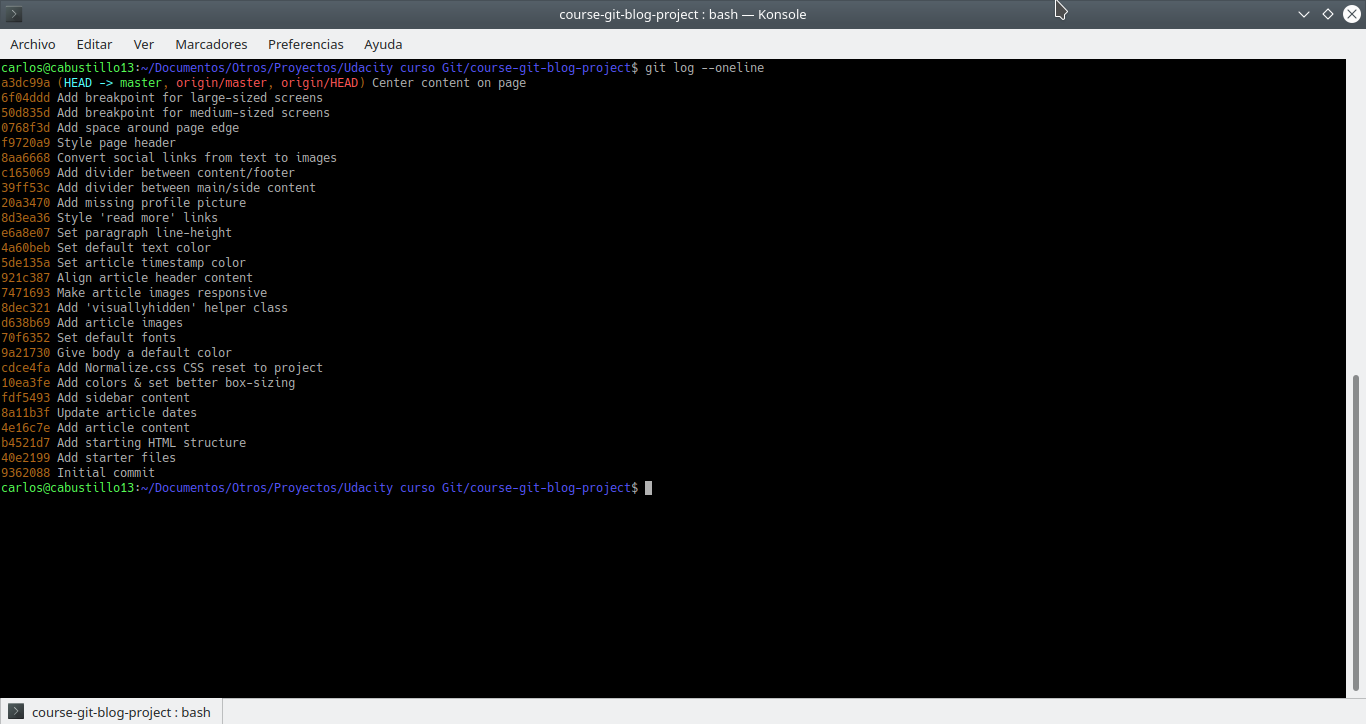 course-git-blog-project : bash — Konsole
Archivo Editar Ver Marcadores Preferencias Ayuda
carlos@cabustillo13:~/Documentos/Otros/Proyectos/Udacity curso Git/course-git-blog-project$ git log --oneline
a3dc99a (HEAD -> master, origin/master, origin/HEAD) Center content on page
6f04ddd Add breakpoint for large-sized screens
50d835d Add breakpoint for medium-sized screens
0768f3d Add space around page edge
f9720a9 Style page header
8aa6668 Convert social links from text to images
c165069 Add divider between content/footer
39ff53c Add divider between main/side content
20a3470 Add missing profile picture
8d3ea36 Style 'read more' links
e6a8e07 Set paragraph line-height
4a60beb Set default text color
5de135a Set article timestamp color
921c387 Align article header content
7471693 Make article images responsive
8dec321 Add 'visuallyhidden' helper class
d638b69 Add article images
70f6352 Set default fonts
9a21730 Give body a default color
cdce4fa Add Normalize.css CSS reset to project
10ea3fe Add colors & set better box-sizing
fdf5493 Add sidebar content
8a11b3f Update article dates
4e16c7e Add article content
b4521d7 Add starting HTML structure
40e2199 Add starter files
9362088 Initial commit
carlos@cabustillo13:~/Documentos/Otros/Proyectos/Udacity curso Git/course-git-blog-project$
course-git-blog-project : bash